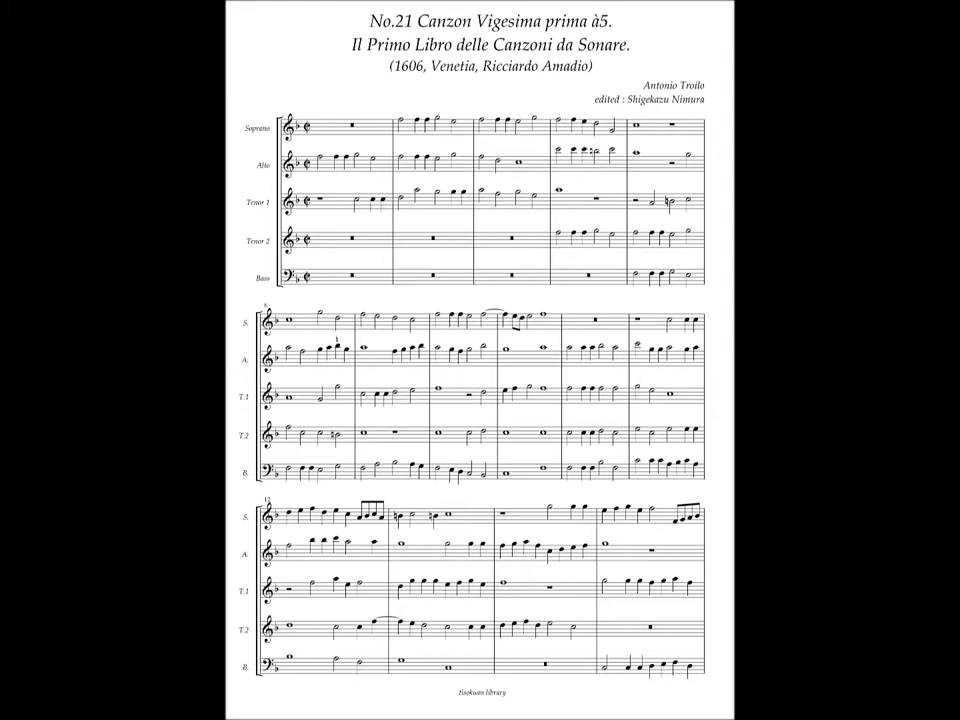 No.21 Canzon Vigesima prima à5.
Il Primo Libro delle Canzoni da Sonare.
(1606, Venetia, Ricciardo Amadio)
Antonio Troilo
edited : Shigekazu Nimura
Soprano
Alto
Tenor 1
Tenor 2
Bass
6
S.
A.
T.1
T.2
B.
12
S.
A.
T.1
T.2
B.
tisokuan library